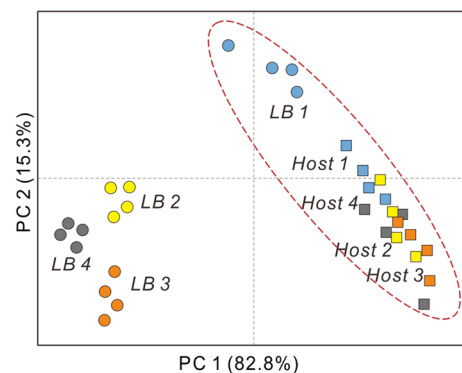 LB 1
Host 1
LB 2
Host 4
LB 4
Host 2
LB 3
Host 3
PC 2 (15.3%)
PC 1 (82.8%)